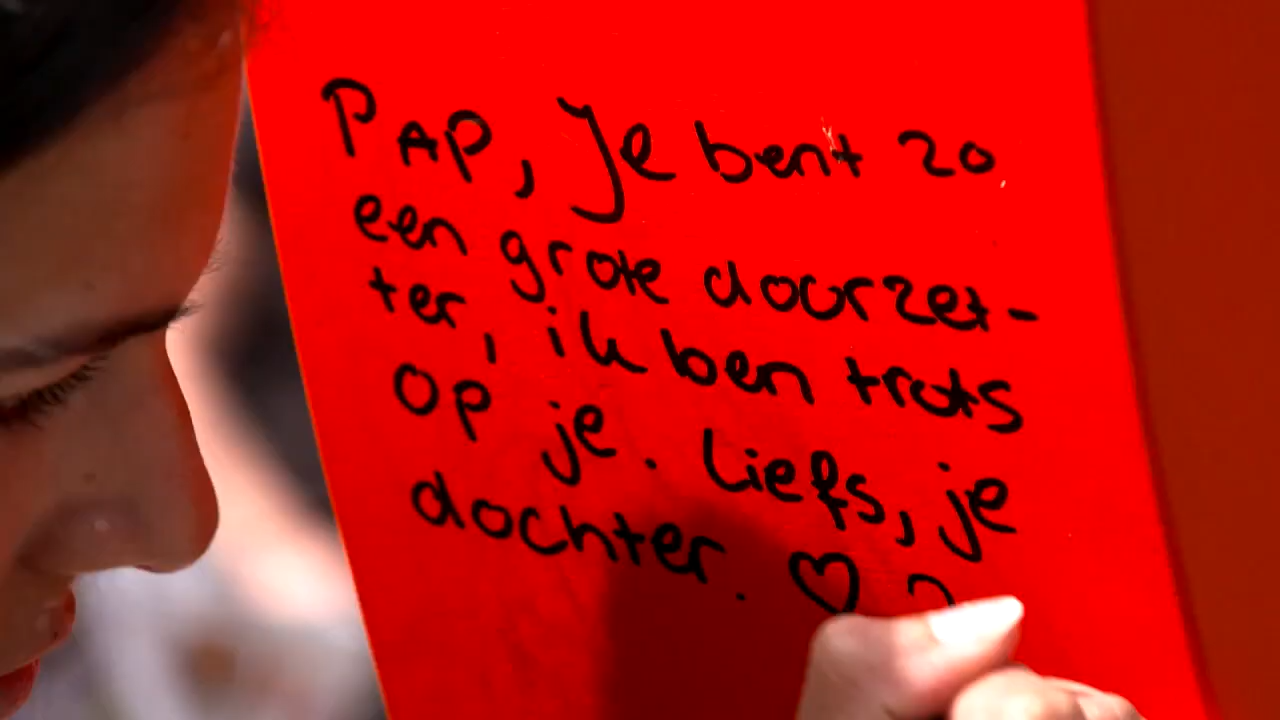 PAP, Je bent zo
een grote doorzet-
ter, ik ben trots
op je. Liefs, je
dochter. ♡